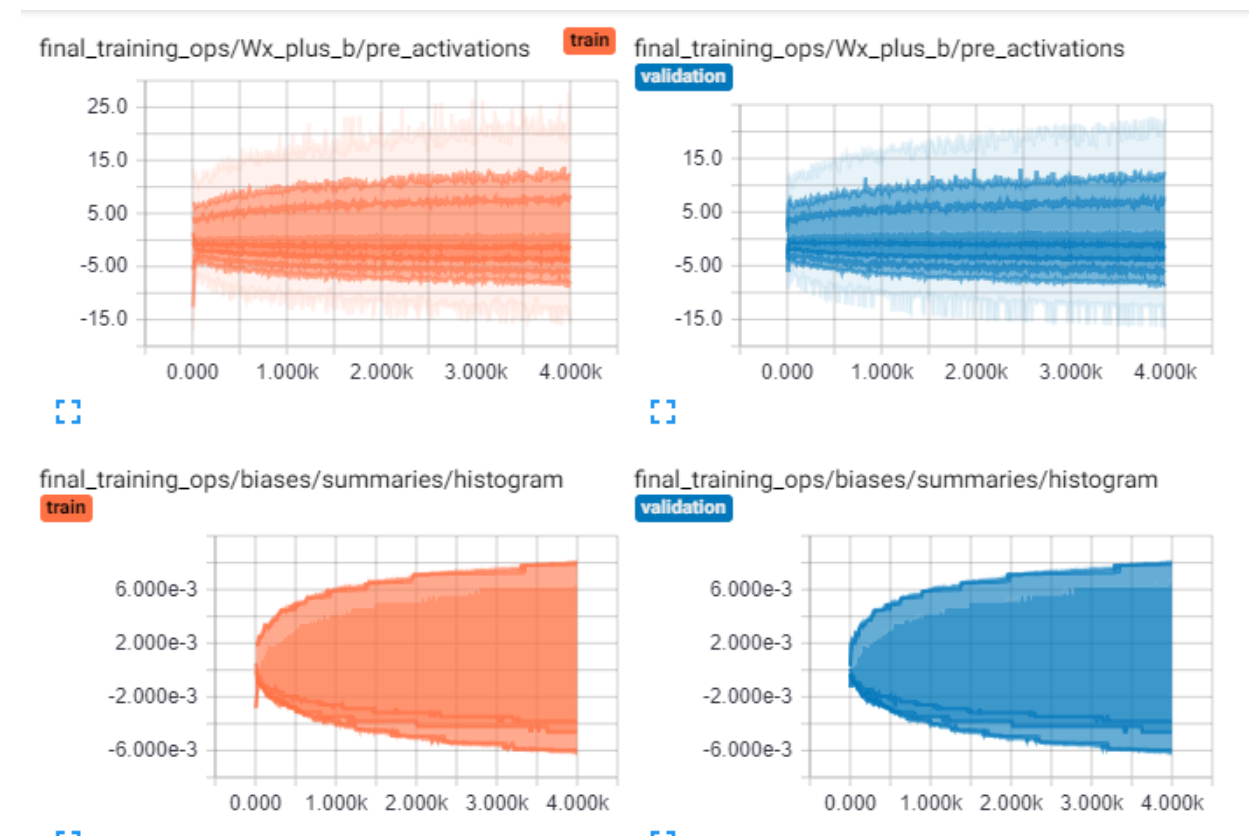 final_training_ops/Wx_plus_b/pre_activations train
25.0
15.0
5.00
-5.00
-15.0
0.000 1.000k 2.000k 3.000k 4.000k
final_training_ops/Wx_plus_b/pre_activations
validation
15.0
5.00
-5.00
-15.0
0.000 1.000k 2.000k 3.000k 4.000k
final_training_ops/biases/summaries/histogram
train
6.000e-3
2.000e-3
-2.000e-3
-6.000e-3
0.000 1.000k 2.000k 3.000k 4.000k
final_training_ops/biases/summaries/histogram
validation
6.000e-3
2.000e-3
-2.000e-3
-6.000e-3
0.000 1.000k 2.000k 3.000k 4.000k